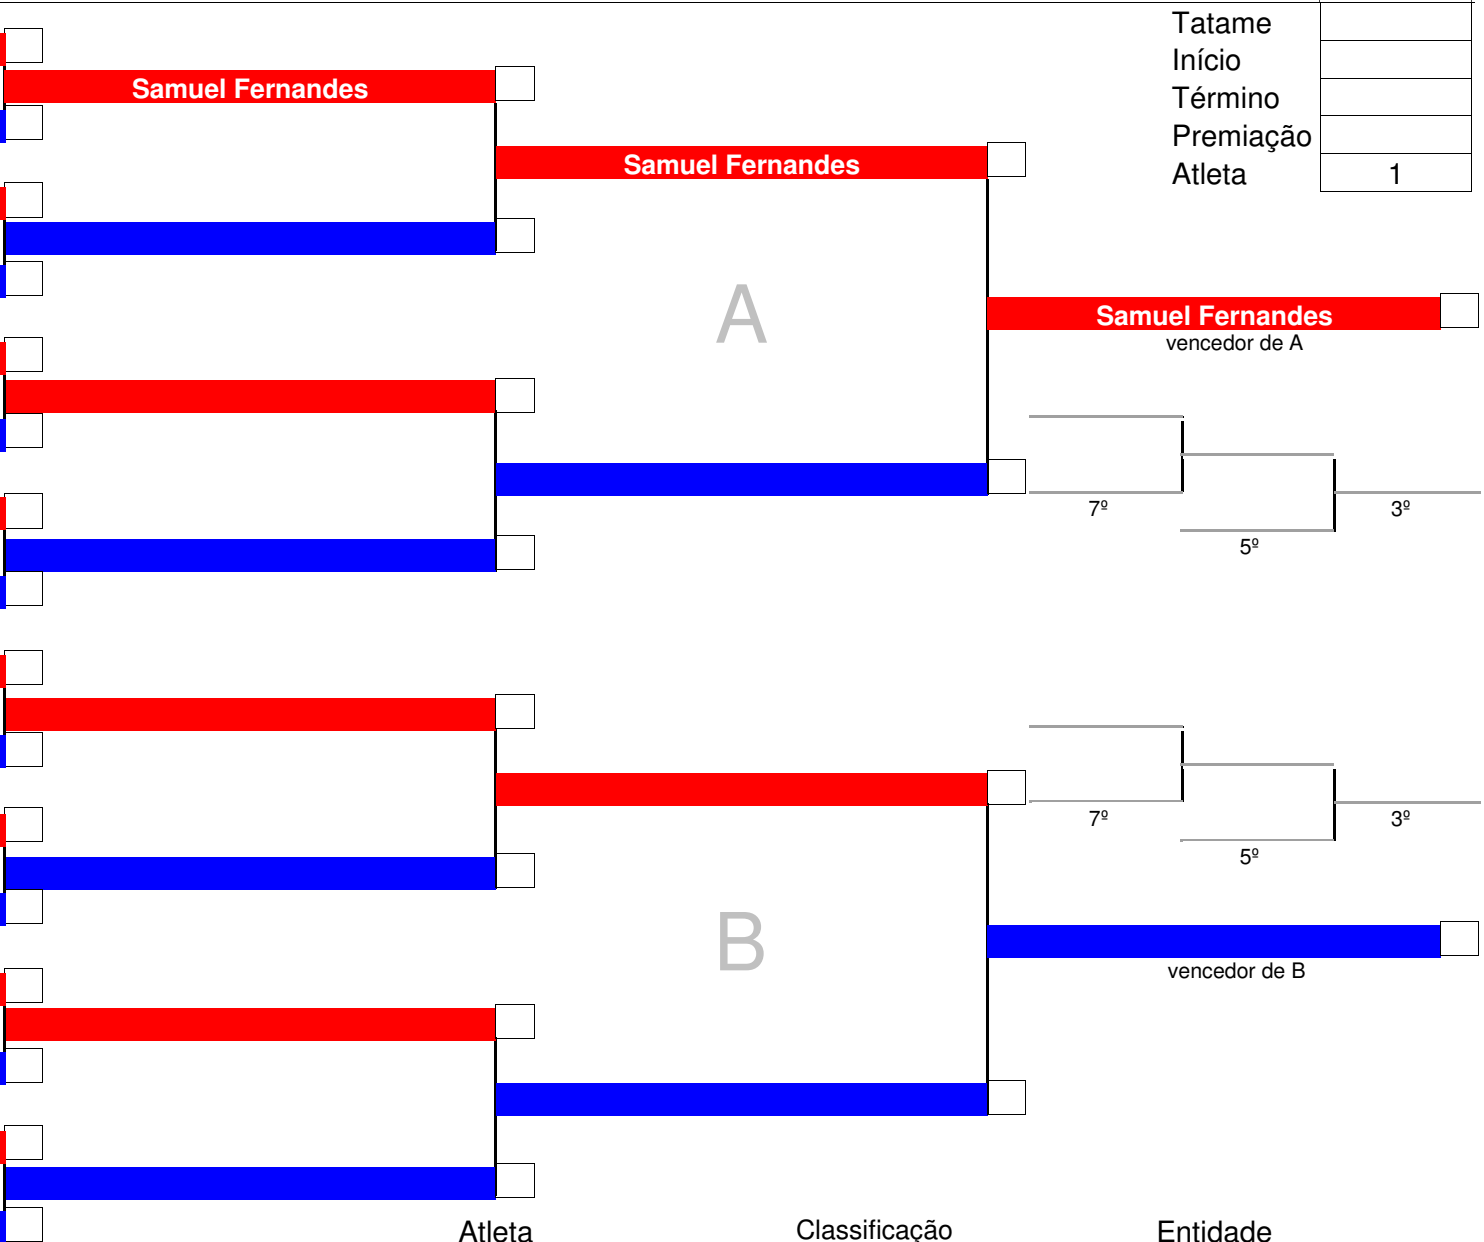 Tatame
Início
Término
Premiação
Atleta 1
Samuel Fernandes
Samuel Fernandes
A
Samuel Fernandes
vencedor de A
7º
3º
5º
7º
3º
5º
B
vencedor de B
Atleta Classificação Entidade